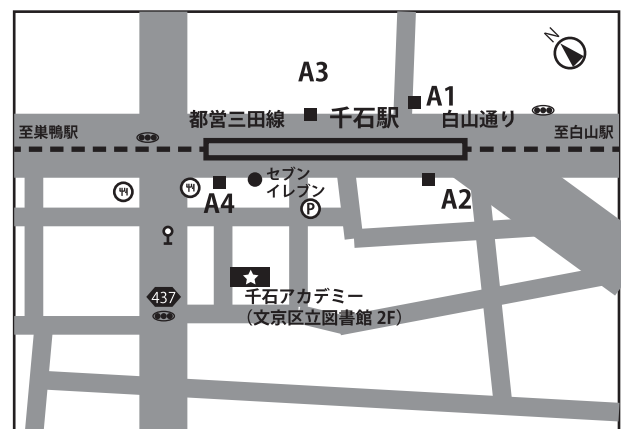 N
A3
A1
都営三田線
千石駅
白山通り
至巣鴨駅
至白山駅
セブン
イレブン
A4
P
A2
437
千石アカデミー
（文京区立図書館 2F）